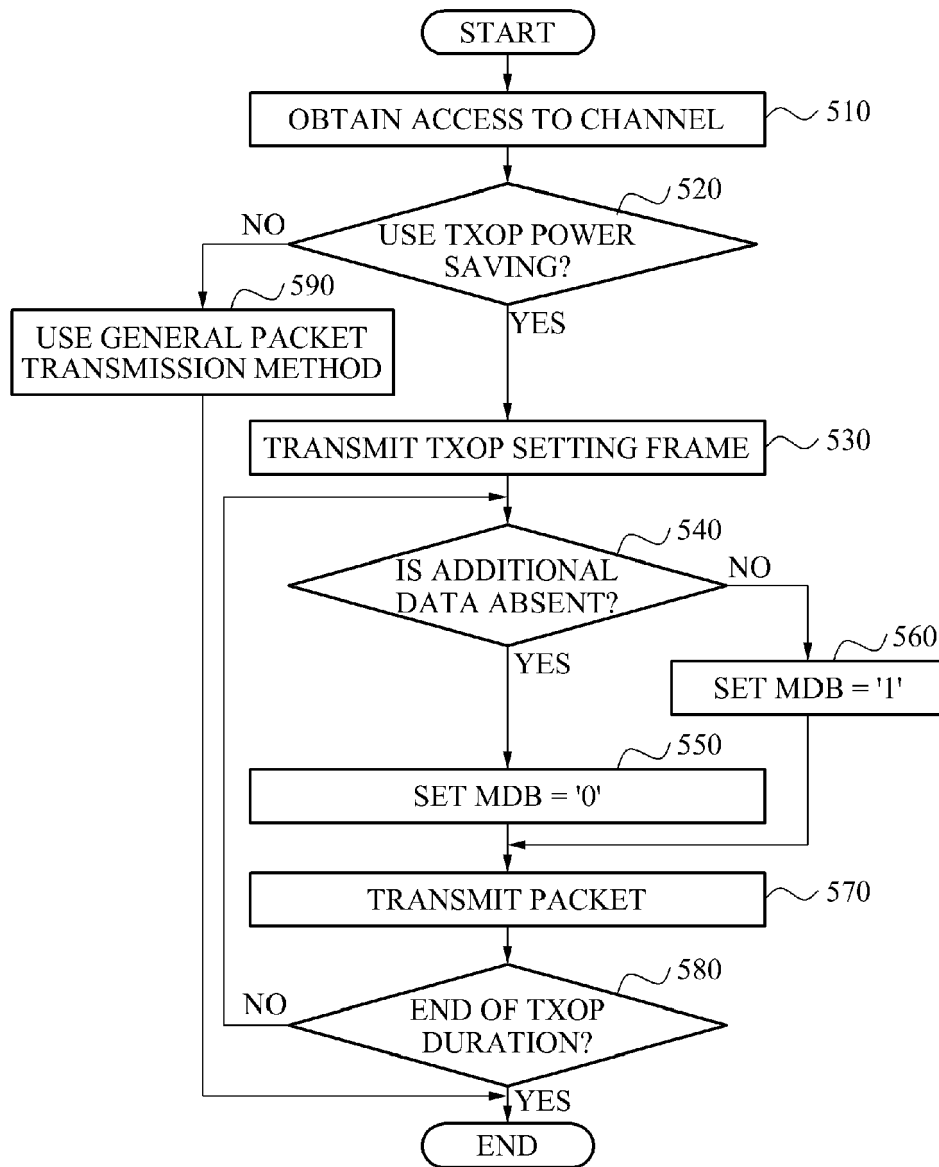 START
OBTAIN ACCESS TO CHANNEL
510
520
NO
USE TXOP POWER
SAVING?
590
YES
USE GENERAL PACKET
TRANSMISSION METHOD
TRANSMIT TXOP SETTING FRAME
530
540
IS ADDITIONAL
DATA ABSENT?
NO
YES
560
SET MDB = '1'
550
SET MDB = '0'
TRANSMIT PACKET
570
580
NO
END OF TXOP
DURATION?
YES
END